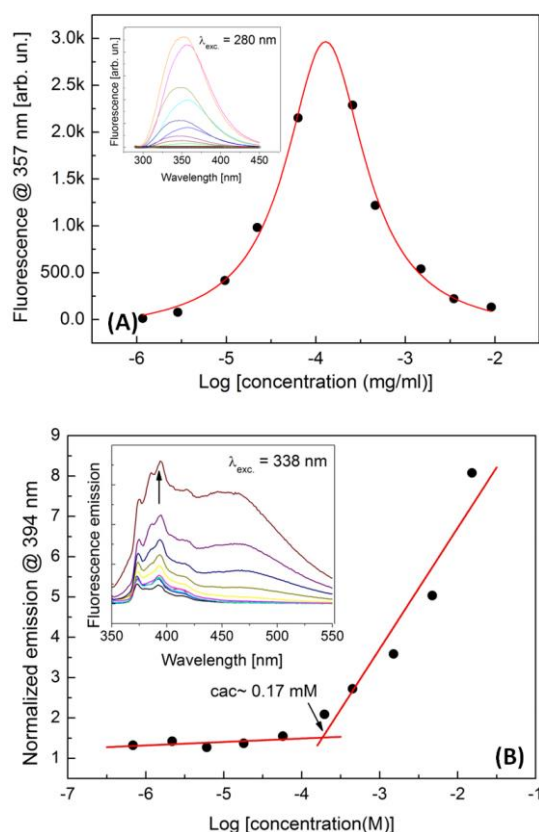 Fluorescence @ 357 nm [arb. un.]
3.0k
2.5k
2.0k
1.5k
1.0k
500.0
0.0
Fluorescence [arb. un.]
λexc. = 280 nm
300 350 400 450
Wavelength [nm]
(A)
-6 -5 -4 -3 -2
Log [concentration (mg/ml)]
Normalized emission @ 394 nm
10
9
8
7
6
5
4
3
2
1
0
Fluorescence emission
λexc. = 338 nm
350 400 450 500 550
Wavelength [nm]
cac~ 0.17 mM
(B)
-7 -6 -5 -4 -3 -2 -1
Log [concentration(M)]